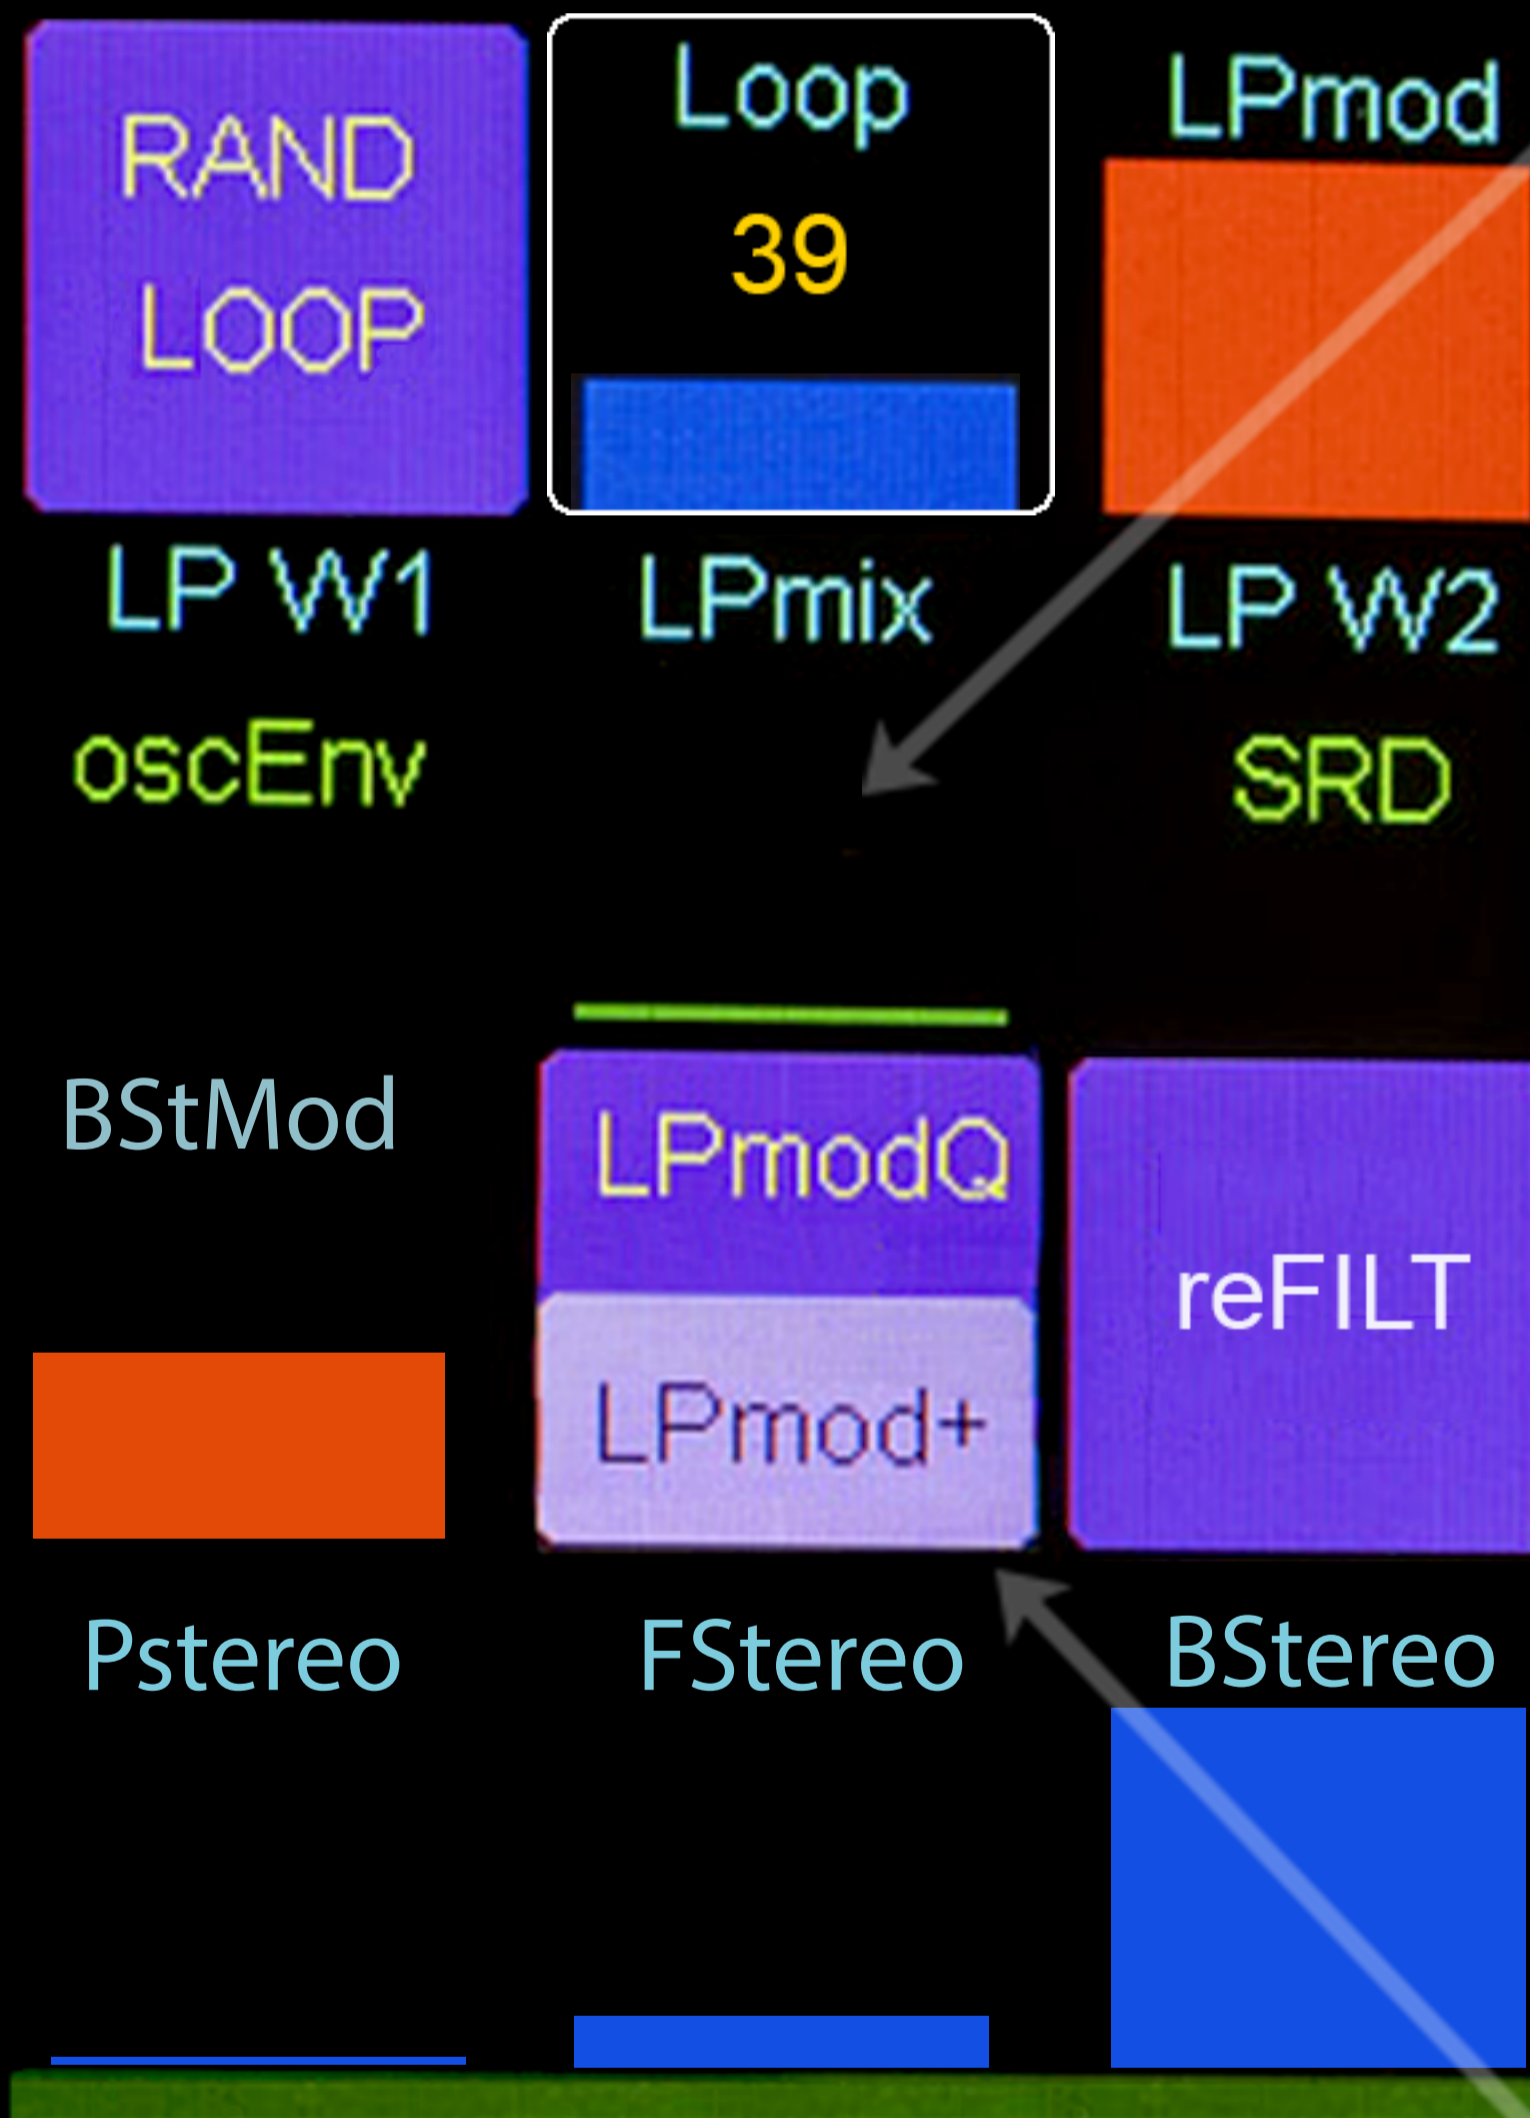 RAND
LOOP
Loop
39
LPmod
LP W1
LPmix
LP W2
oscEnv
SRD
BStMod
LPmodQ
LPmod+
reFILT
Pstereo
FStereo
BStereo